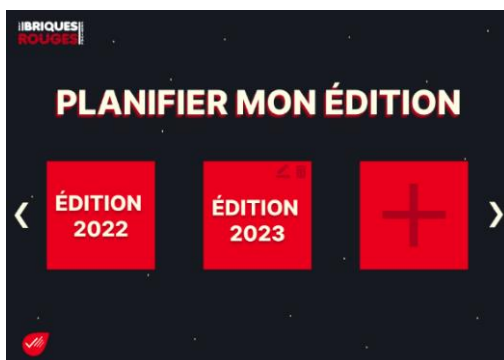 BRIQUES
ROUGES
PLANIFIER MON ÉDITION
ÉDITION
2022
ÉDITION
2023